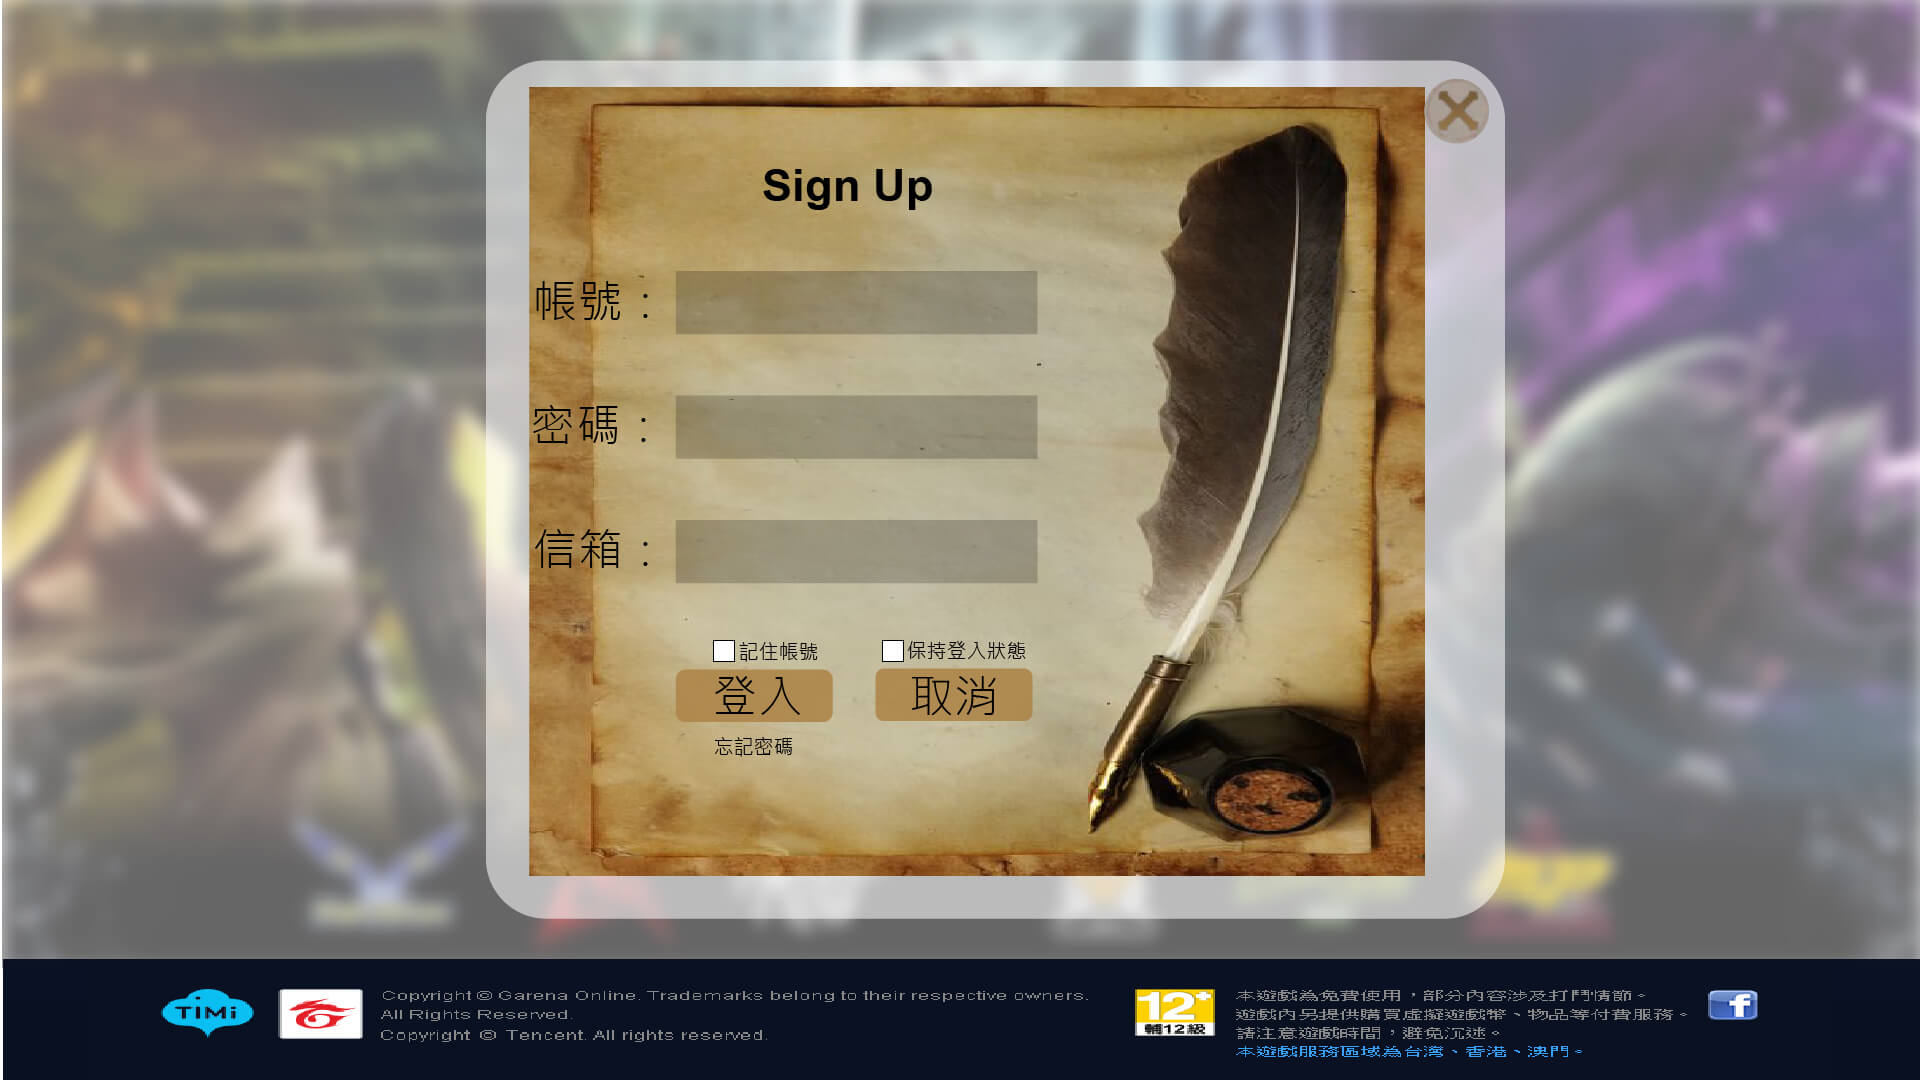 Sign Up
帳號：
密碼：
信箱：
記住帳號
保持登入狀態
登入
取消
忘記密碼
TiMi
Copyright © Garena Online. Trademarks belong to their respective owners.
All Rights Reserved.
Copyright © Tencent. All rights reserved.
12+
輔12級
本遊戲為免費使用，部分內容涉及打鬥情節。
遊戲內另提供購買虛擬遊戲幣、物品等付費服務。
請注意遊戲時間，避免沉迷。
本遊戲服務區域為台灣、香港、澳門。
f